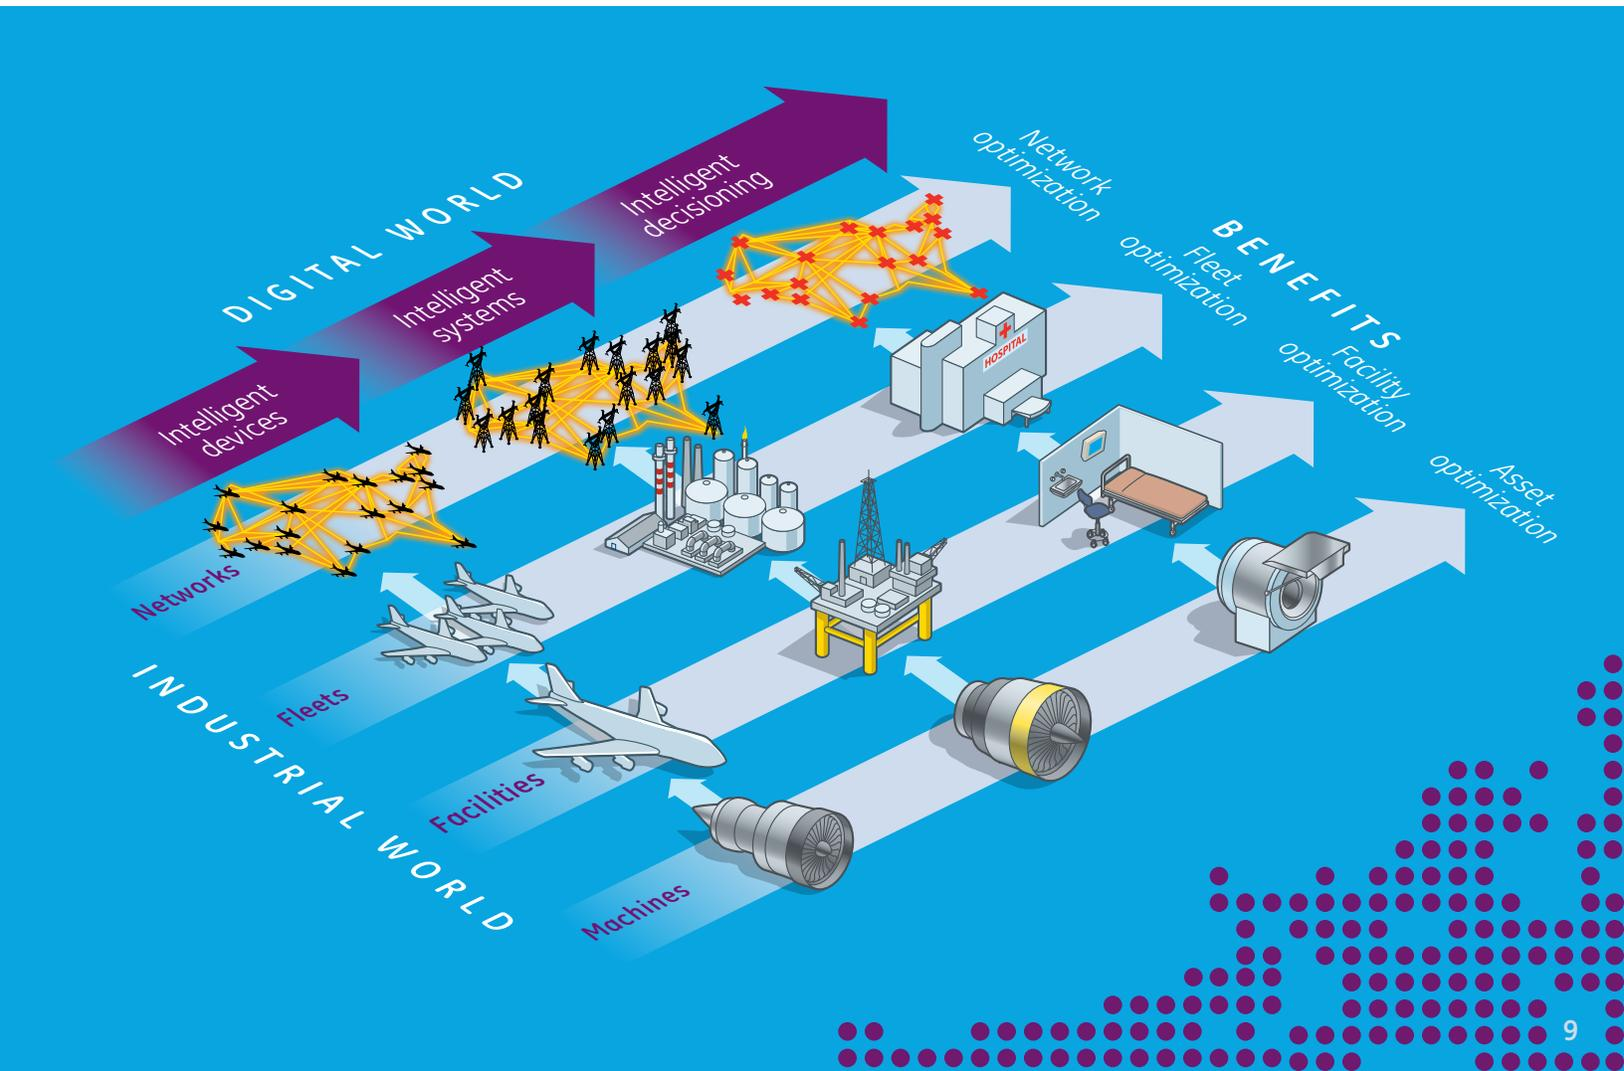 DIGITAL WORLD
Intelligent
devices
Intelligent
systems
Intelligent
decisioning
INDUSTRIAL WORLD
Networks
Fleets
Facilities
Machines
HOSPITAL
BENEFITS
Network
optimization
Fleet
optimization
Facility
optimization
Asset
optimization
9